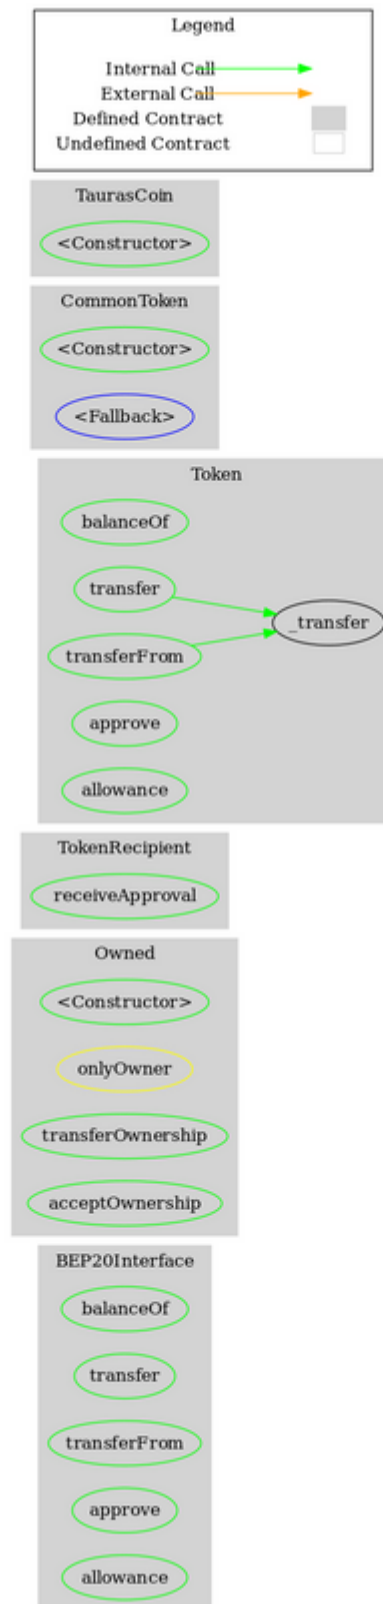 Legend
Internal Call
External Call
Defined Contract
Undefined Contract
TaurasCoin
<Constructor>
CommonToken
<Constructor>
<Fallback>
Token
balanceOf
transfer
_transfer
transferFrom
approve
allowance
TokenRecipient
receiveApproval
Owned
<Constructor>
onlyOwner
transferOwnership
acceptOwnership
BEP20Interface
balanceOf
transfer
transferFrom
approve
allowance